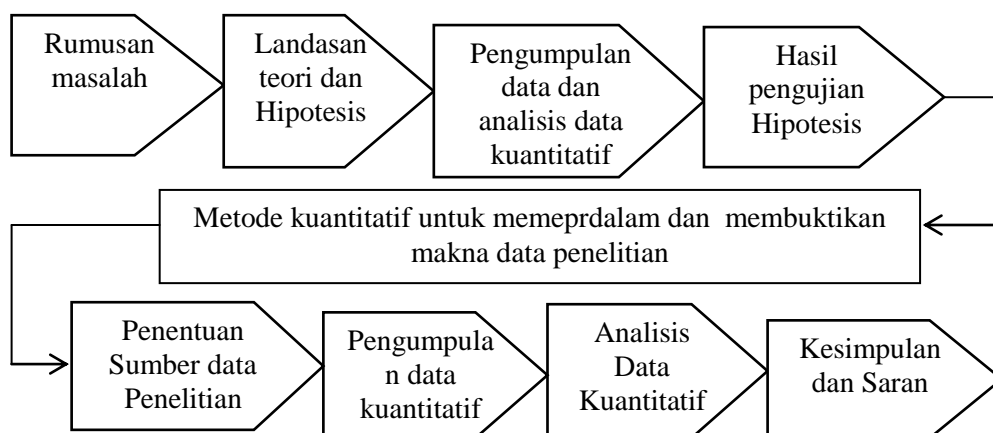 Rumusan
masalah
Landasan
teori dan
Hipotesis
Pengumpulan
data dan
analisis data
kuantitatif
Hasil
pengujian
Hipotesis
Metode kuantitatif untuk memeprdalam dan membuktikan
makna data penelitian
Penentuan
Sumber data
Penelitian
Pengumpula
n data
kuantitatif
Analisis
Data
Kuantitatif
Kesimpulan
dan Saran